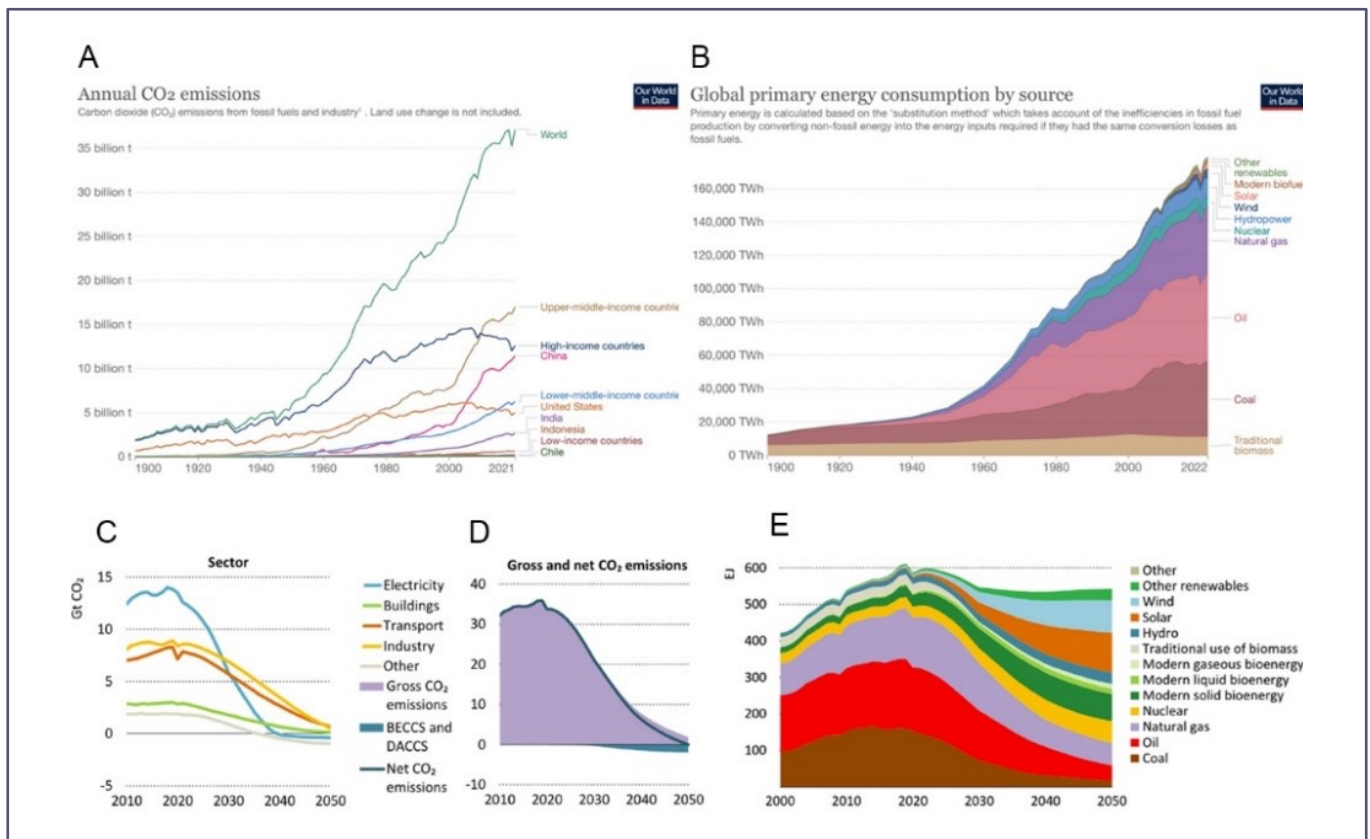 A
Annual CO₂ emissions
Carbon dioxide (CO₂) emissions from fossil fuels and industry¹ . Land use change is not included.
Our World
in Data
35 billion t
30 billion t
25 billion t
20 billion t
15 billion t
10 billion t
5 billion t
0 t
1900
1920
1940
1960
1980
2000
2021
World
Upper-middle-income countrie
High-income countries
China
Lower-middle-income countrie
United States
India
Indonesia
Low-income countries
Chile
B
Global primary energy consumption by source
Primary energy is calculated based on the 'substitution method' which takes account of the inefficiencies in fossil fuel
production by converting non-fossil energy into the energy inputs required if they had the same conversion losses as
fossil fuels.
Our World
in Data
160,000 TWh
140,000 TWh
120,000 TWh
100,000 TWh
80,000 TWh
60,000 TWh
40,000 TWh
20,000 TWh
0 TWh
1900
1920
1940
1960
1980
2000
2022
Other
renewables
Modern biofue
Solar
Wind
Hydropower
Nuclear
Natural gas
Oil
Coal
Traditional
biomass
C
Sector
Gt CO₂
15
10
5
0
-5
2010
2020
2030
2040
2050
Electricity
Buildings
Transport
Industry
Other
Gross CO₂
emissions
BECCS and
DACCS
Net CO₂
emissions
D
Gross and net CO₂ emissions
40
30
20
10
0
-10
2010
2020
2030
2040
2050
E
EJ
600
500
400
300
200
100
2000
2010
2020
2030
2040
2050
Other
Other renewables
Wind
Solar
Hydro
Traditional use of biomass
Modern gaseous bioenergy
Modern liquid bioenergy
Modern solid bioenergy
Nuclear
Natural gas
Oil
Coal